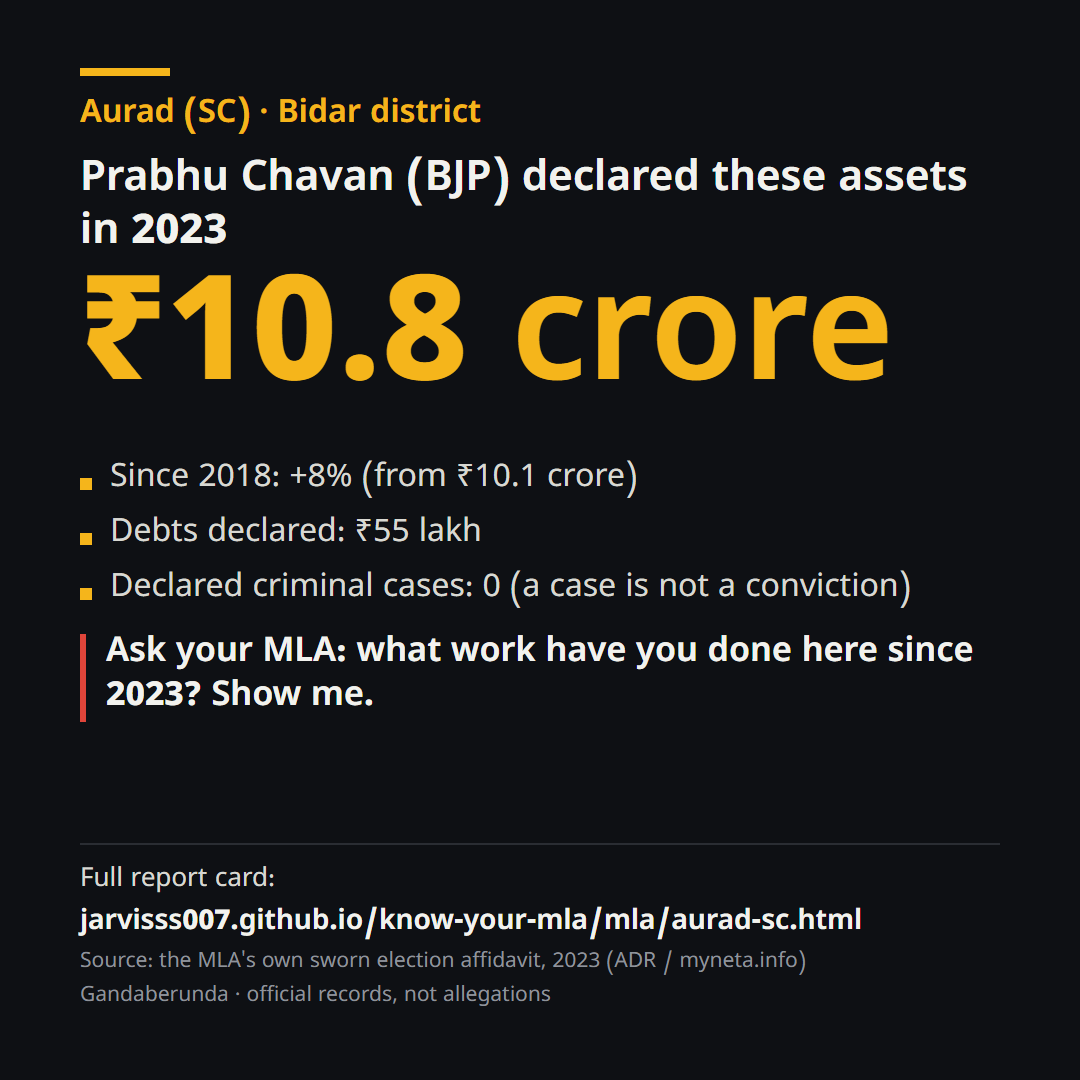 Aurad (SC) · Bidar district
Prabhu Chavan (BJP) declared these assets
in 2023
₹10.8 crore
Since 2018: +8% (from ₹10.1 crore)
Debts declared: ₹55 lakh
Declared criminal cases: 0 (a case is not a conviction)
Ask your MLA: what work have you done here since
2023? Show me.
Full report card:
jarvisss007.github.io/know-your-mla/mla/aurad-sc.html
Source: the MLA's own sworn election affidavit, 2023 (ADR / myneta.info)
Gandaberunda · official records, not allegations